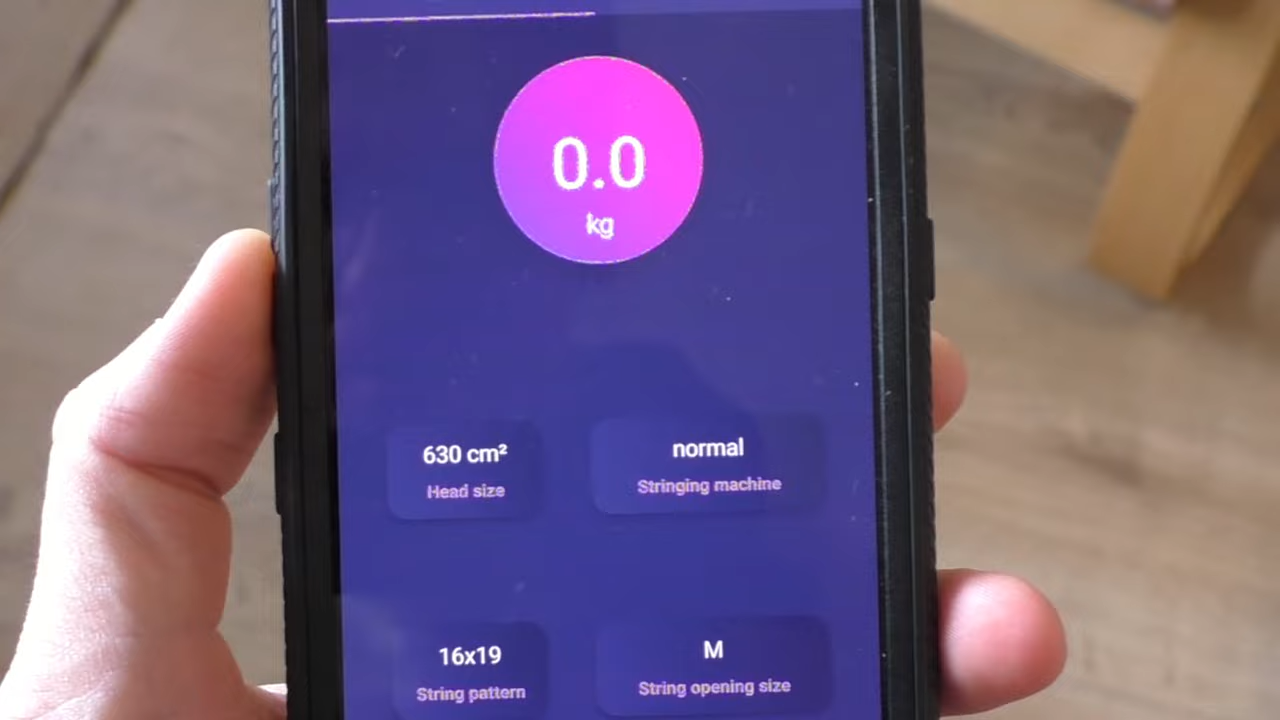 0.0
kg
630 cm²
Head size
normal
Stringing machine
16x19
String pattern
M
String opening size